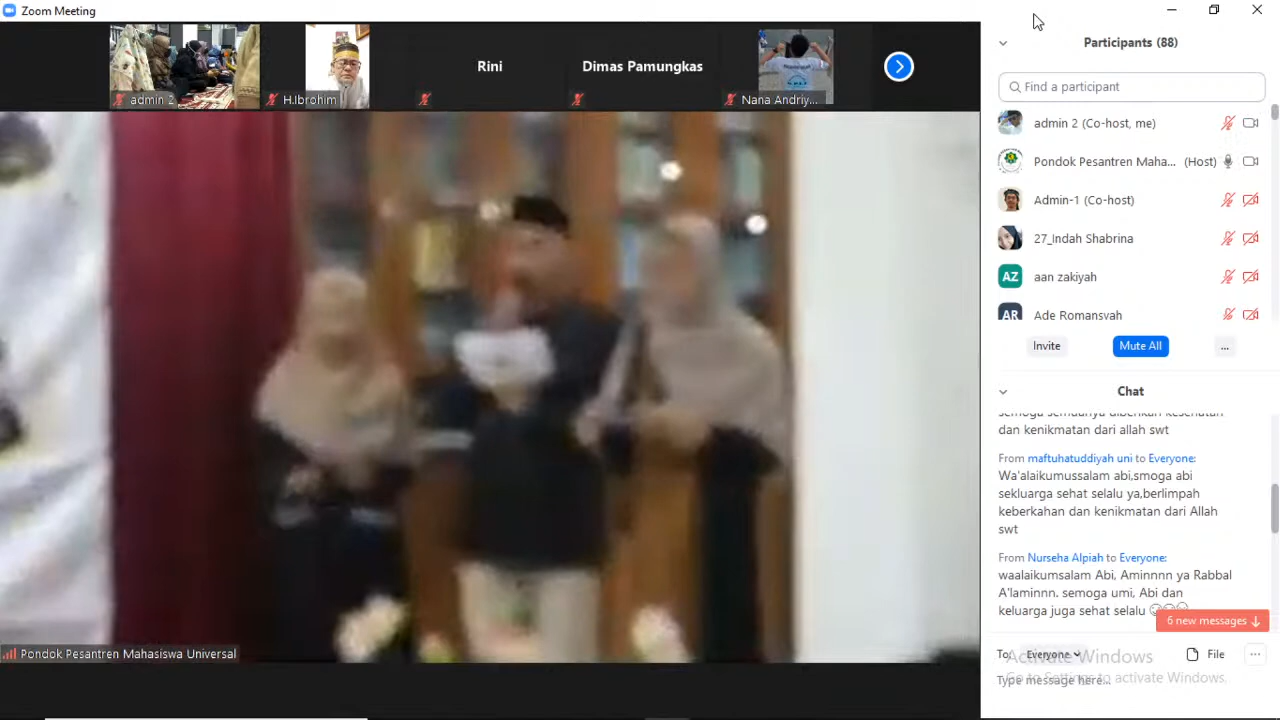 Zoom Meeting
admin 2
H.Ibrohim
Rini
Dimas Pamungkas
Nana Andriy...
Pondok Pesantren Mahasiswa Universal
Participants (88)
Find a participant
admin 2 (Co-host, me)
Pondok Pesantren Maha... (Host)
Admin-1 (Co-host)
27_Indah Shabrina
AZ aan zakiyah
AR Ade Romansyah
Invite
Mute All
...
Chat
semoga semuanya diberikan kesehatan
dan kenikmatan dari allah swt
From maftuhatuddiyah uni to Everyone:
Wa'alaikumussalam abi,smoga abi
sekluarga sehat selalu ya,berlimpah
keberkahan dan kenikmatan dari Allah
swt
From Nurseha Alpiah to Everyone:
waalaikumsalam Abi, Aminnnn ya Rabbal
A'laminnn. semoga umi, Abi dan
keluarga juga sehat selalu
6 new messages
To: Everyone
File
Type message here...
Activate Windows
Go to Settings to activate Windows.